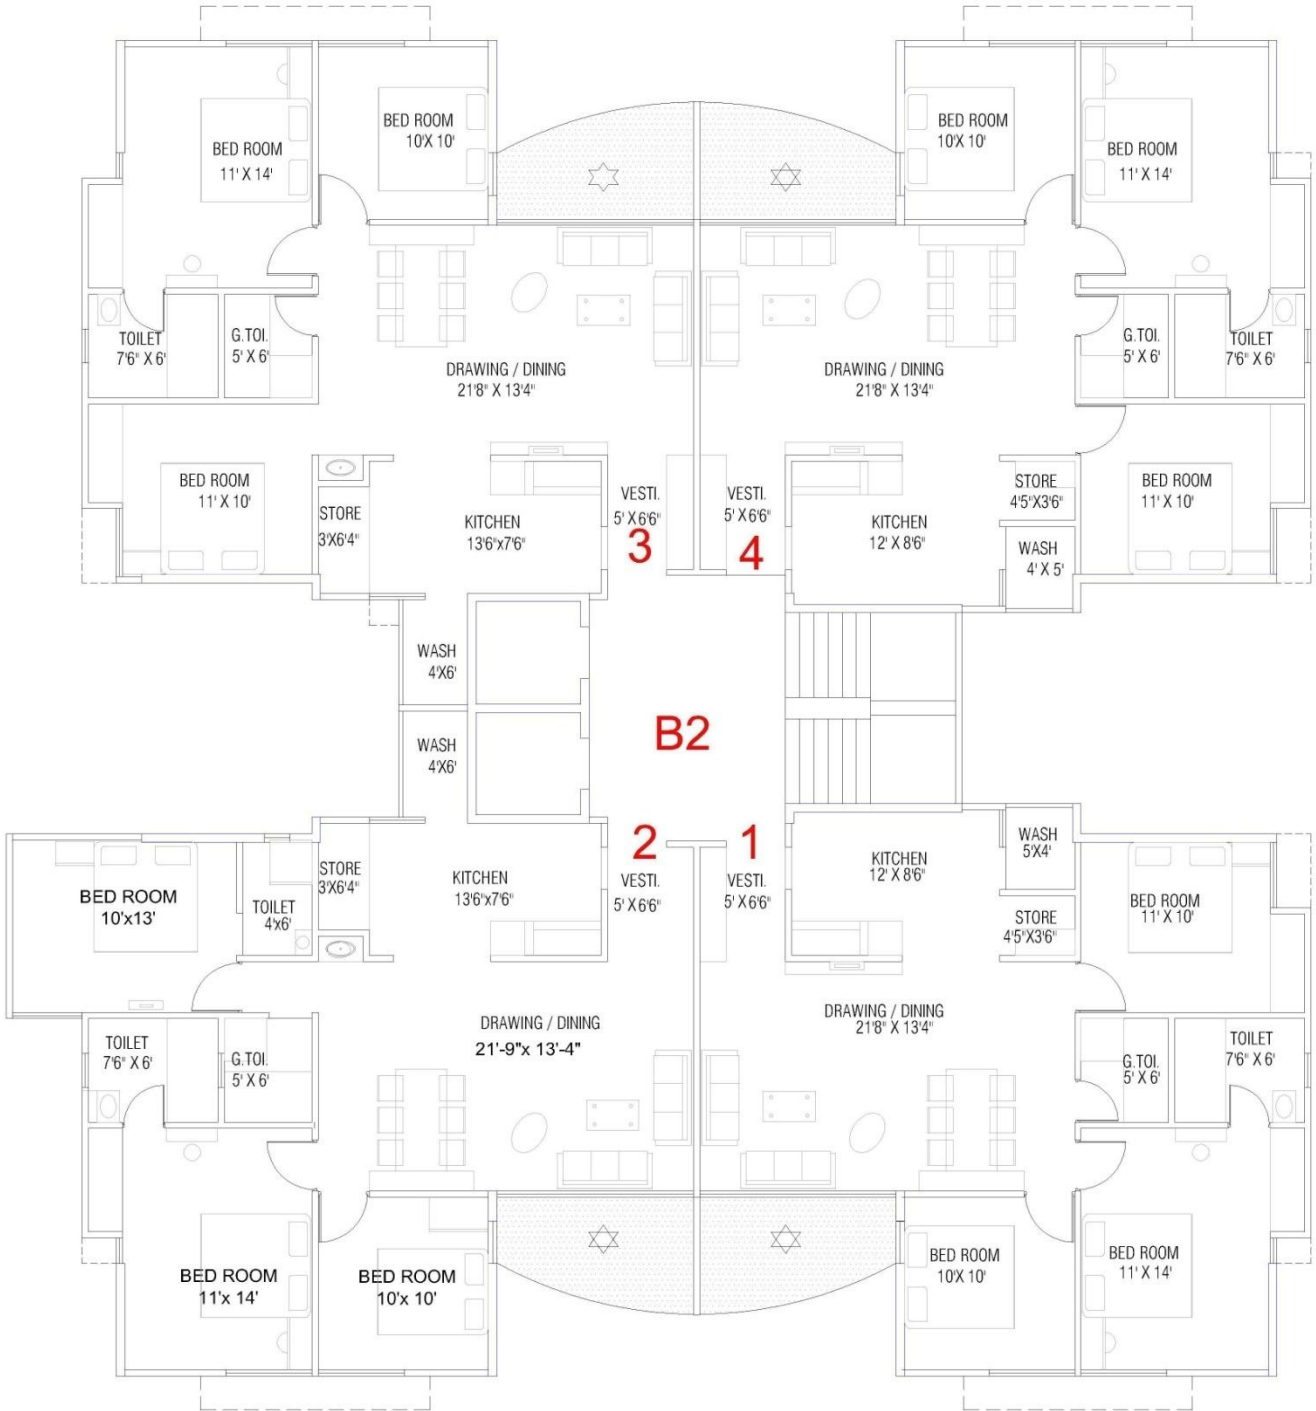 BED ROOM
11' X 14'
BED ROOM
10'X 10'
BED ROOM
10'X 10'
BED ROOM
11' X 14'
TOILET
7'6" X 6'
G.TOI.
5' X 6'
DRAWING / DINING
21'8" X 13'4"
DRAWING / DINING
21'8" X 13'4"
G.TOI.
5' X 6'
TOILET
7'6" X 6'
BED ROOM
11' X 10'
STORE
3'X6'4"
KITCHEN
13'6"x7'6"
VESTI.
5' X6'6"
3
VESTI.
5' X6'6"
4
KITCHEN
12' X 8'6"
STORE
4'5"X3'6"
WASH
4' X 5'
BED ROOM
11' X 10'
WASH
4'X6'
B2
WASH
4'X6'
BED ROOM
10'x13'
TOILET
4'x6'
STORE
3'X6'4"
KITCHEN
13'6"x7'6"
2
VESTI.
5' X6'6"
1
VESTI.
5' X6'6"
KITCHEN
12' X 8'6"
WASH
5'X4'
STORE
4'5"X3'6"
BED ROOM
11' X 10'
TOILET
7'6" X 6'
G.TOI.
5' X 6'
DRAWING / DINING
21'-9"x 13'-4"
DRAWING / DINING
21'8" X 13'4"
G.TOI.
5' X 6'
TOILET
7'6" X 6'
BED ROOM
11'x 14'
BED ROOM
10'x 10'
BED ROOM
10'X 10'
BED ROOM
11' X 14'